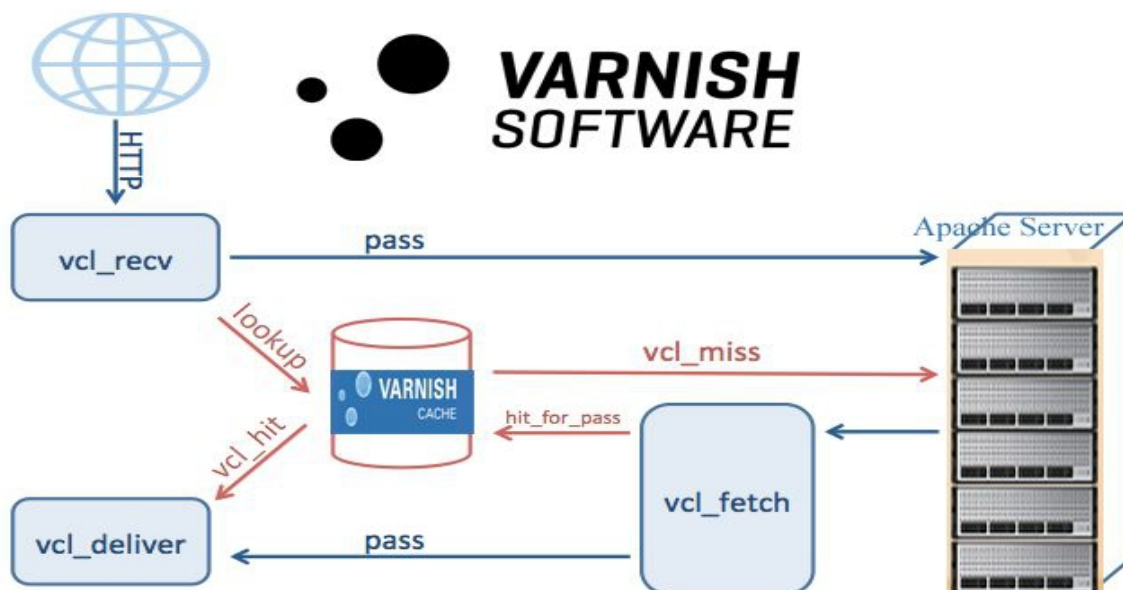 VARNISH
SOFTWARE
HTTP
Apache Server
vcl_recv
pass
lookup
vcl_miss
VARNISH
CACHE
hit_for_pass
vcl_hit
vcl_fetch
vcl_deliver
pass